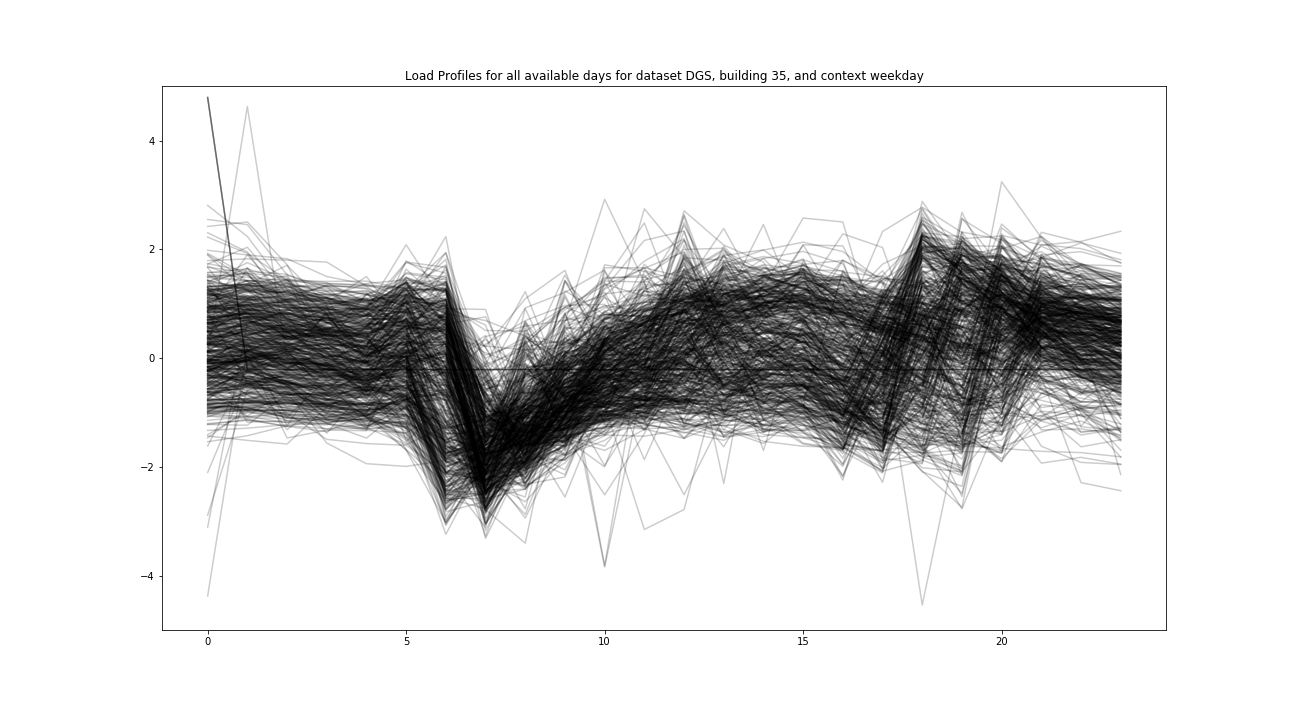 Load Profiles for all available days for dataset DGS, building 35, and context weekday
4
2
0
−2
−4
0 5 10 15 20